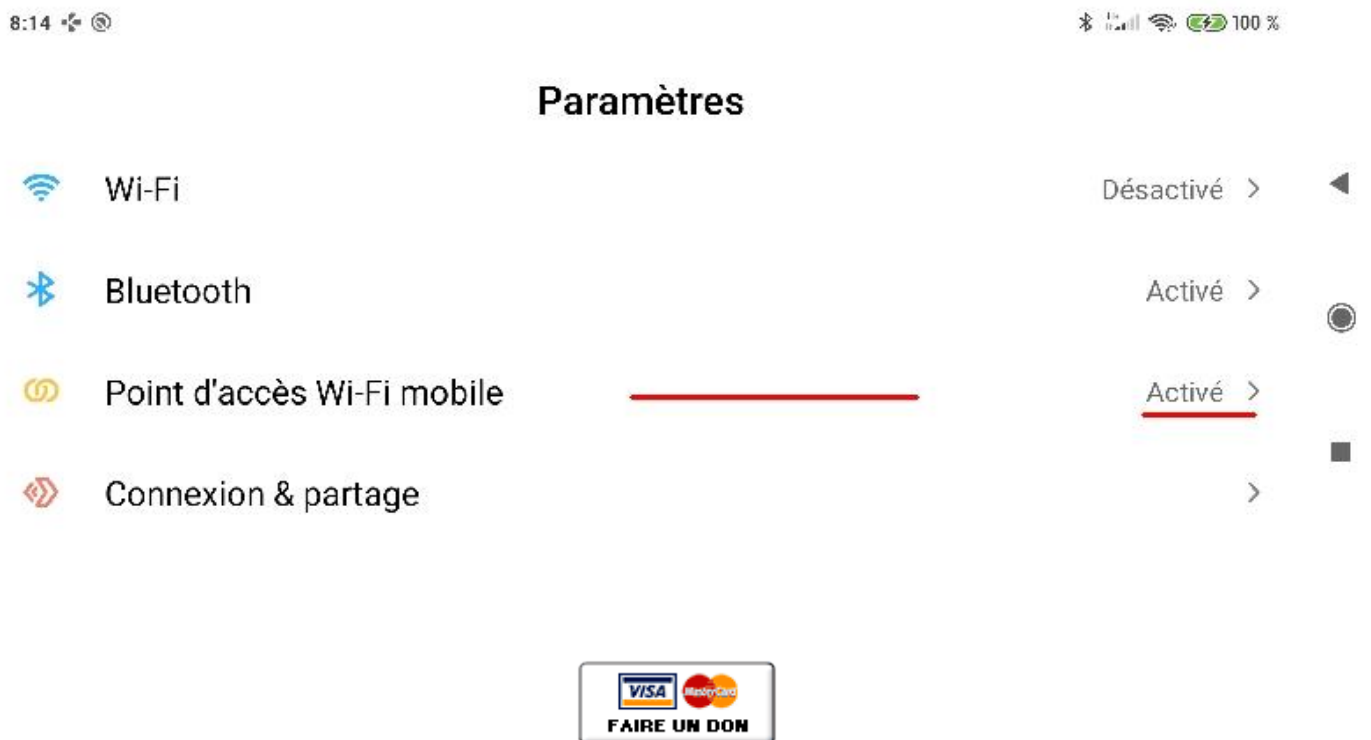 8:14 100 %
Paramètres
Wi-Fi Désactivé
Bluetooth Activé
Point d'accès Wi-Fi mobile Activé
Connexion & partage
VISA MasterCard
FAIRE UN DON